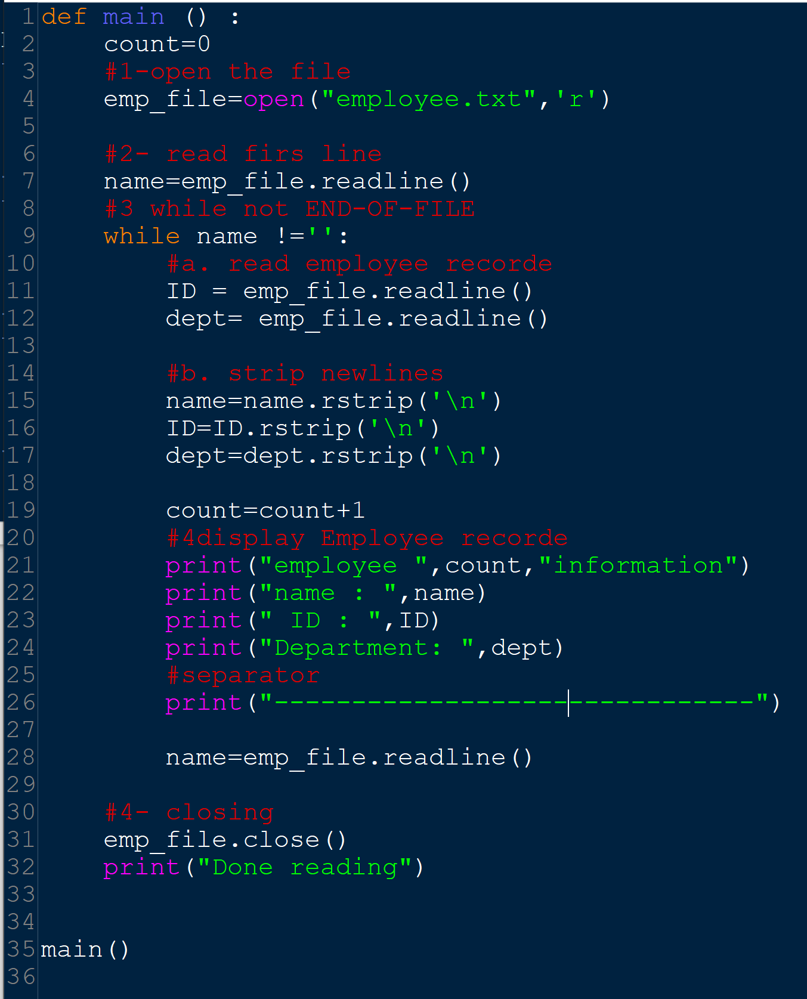 1 def main () :
2     count=0
3     #1-open the file
4     emp_file=open("employee.txt",'r')
5
6     #2- read firs line
7     name=emp_file.readline()
8     #3 while not END-OF-FILE
9     while name !='':
10         #a. read employee recorde
11         ID = emp_file.readline()
12         dept= emp_file.readline()
13
14         #b. strip newlines
15         name=name.rstrip('\n')
16         ID=ID.rstrip('\n')
17         dept=dept.rstrip('\n')
18
19         count=count+1
20         #4display Employee recorde
21         print("employee ",count,"information")
22         print("name : ",name)
23         print(" ID : ",ID)
24         print("Department: ",dept)
25         #separator
26         print("-------------------------------")
27
28         name=emp_file.readline()
29
30     #4- closing
31     emp_file.close()
32     print("Done reading")
33
34
35 main()
36